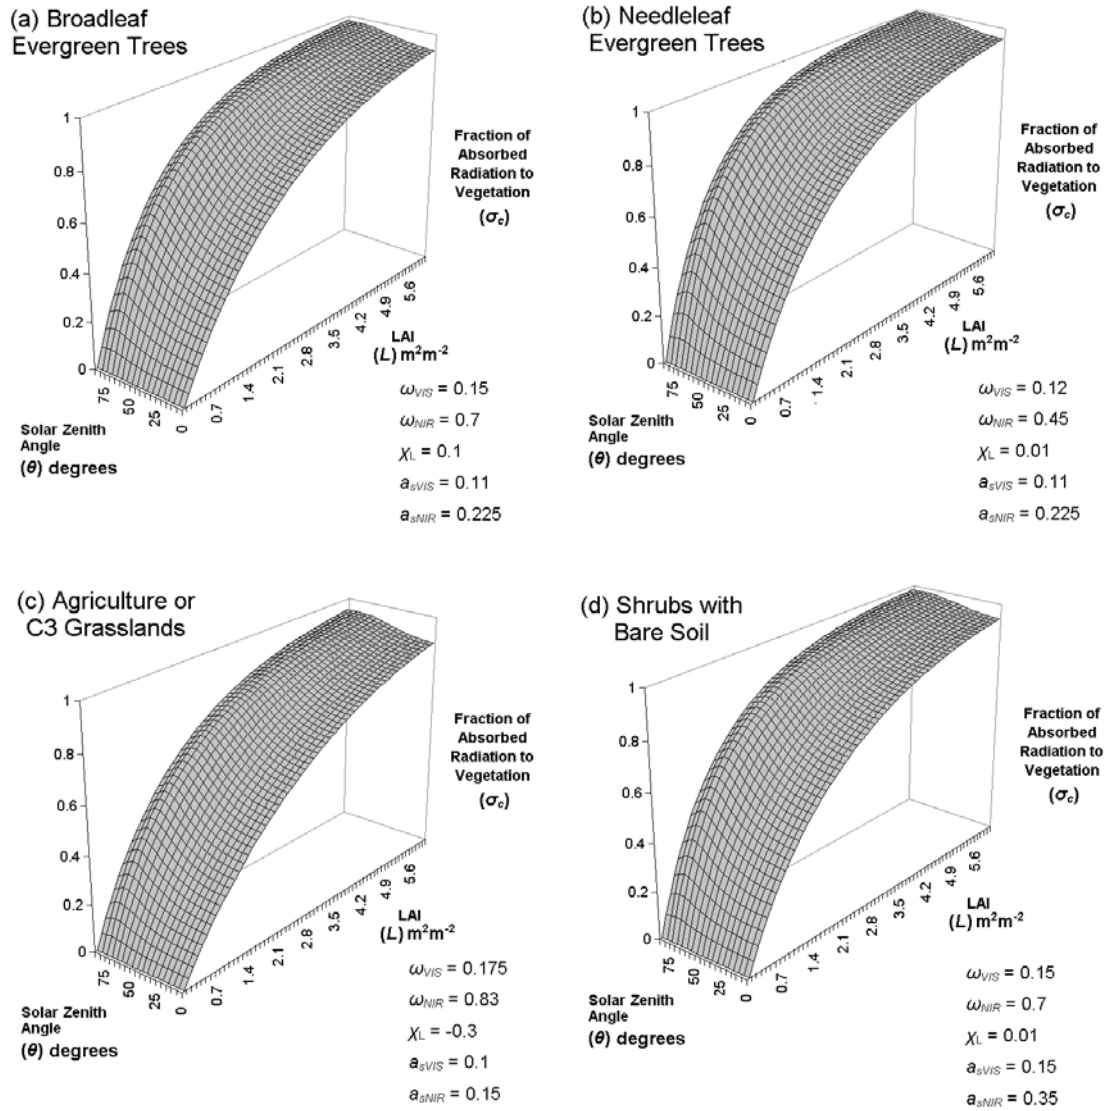 (a) Broadleaf
Evergreen Trees
1
0.8
0.6
0.4
0.2
0
75
50
25
0
Solar Zenith
Angle
(θ) degrees
0.7
1.4
2.1
2.8
3.5
4.2
4.9
5.6
LAI
(L) m²m⁻²
Fraction of
Absorbed
Radiation to
Vegetation
(σc)
ωVIS = 0.15
ωNIR = 0.7
χL = 0.1
asVIS = 0.11
asNIR = 0.225
(b) Needleleaf
Evergreen Trees
1
0.8
0.6
0.4
0.2
0
75
50
25
0
Solar Zenith
Angle
(θ) degrees
0.7
1.4
2.1
2.8
3.5
4.2
4.9
5.6
LAI
(L) m²m⁻²
Fraction of
Absorbed
Radiation to
Vegetation
(σc)
ωVIS = 0.12
ωNIR = 0.45
χL = 0.01
asVIS = 0.11
asNIR = 0.225
(c) Agriculture or
C3 Grasslands
1
0.8
0.6
0.4
0.2
0
75
50
25
0
Solar Zenith
Angle
(θ) degrees
0.7
1.4
2.1
2.8
3.5
4.2
4.9
5.6
LAI
(L) m²m⁻²
Fraction of
Absorbed
Radiation to
Vegetation
(σc)
ωVIS = 0.175
ωNIR = 0.83
χL = -0.3
asVIS = 0.1
asNIR = 0.15
(d) Shrubs with
Bare Soil
1
0.8
0.6
0.4
0.2
0
75
50
25
0
Solar Zenith
Angle
(θ) degrees
0.7
1.4
2.1
2.8
3.5
4.2
4.9
5.6
LAI
(L) m²m⁻²
Fraction of
Absorbed
Radiation to
Vegetation
(σc)
ωVIS = 0.15
ωNIR = 0.7
χL = 0.01
asVIS = 0.15
asNIR = 0.35